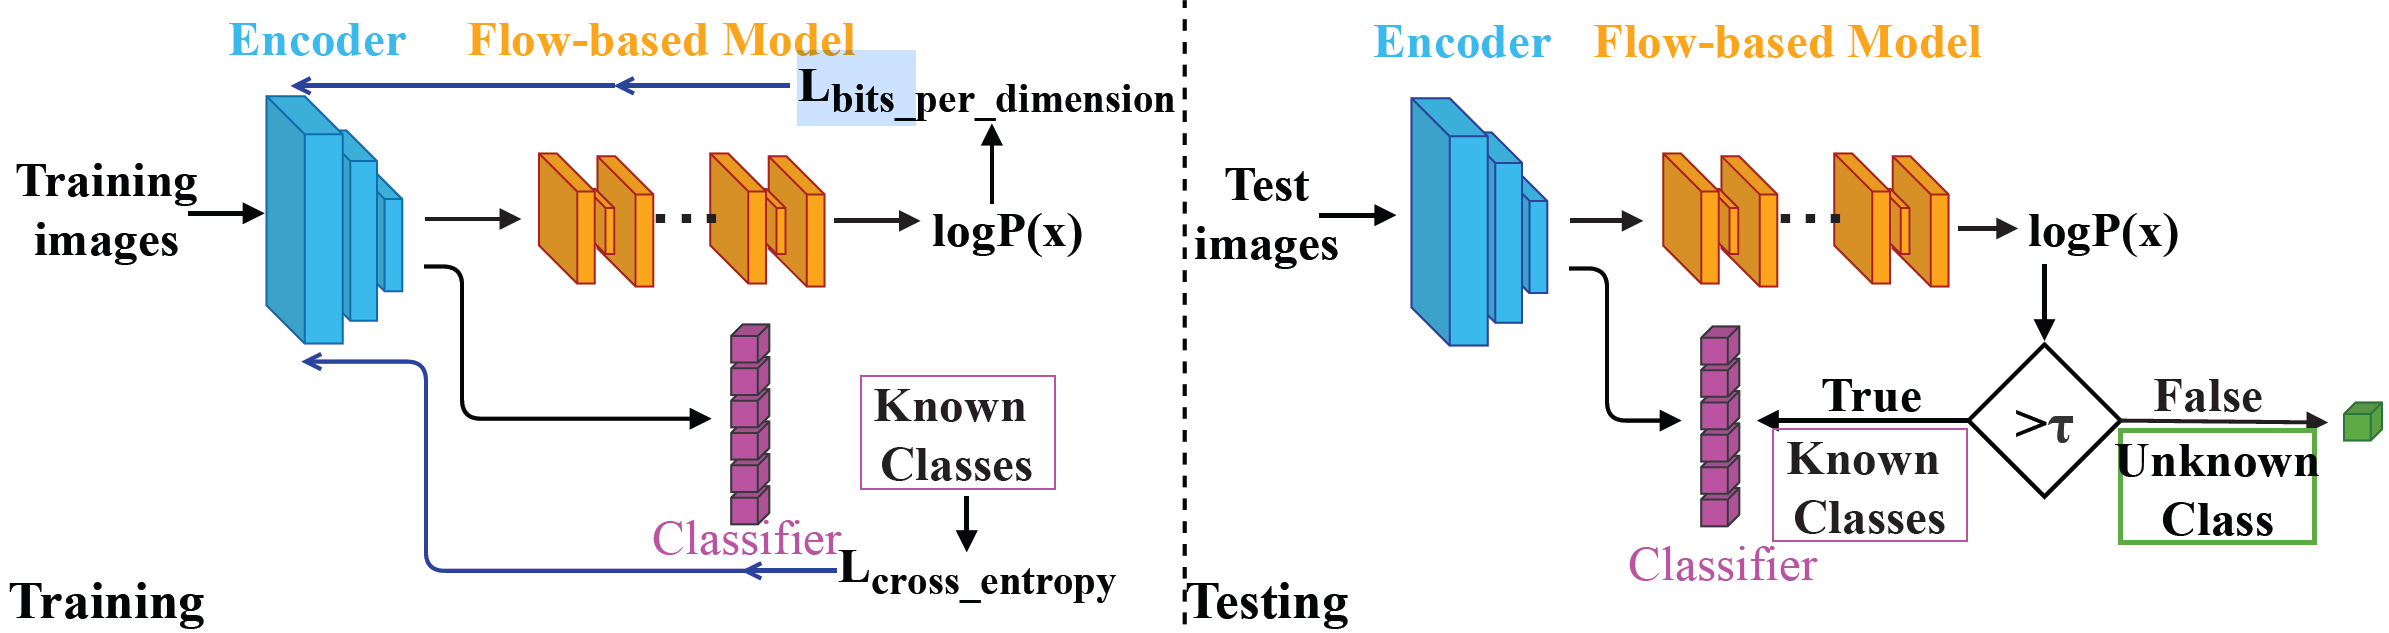 Encoder
Flow-based Model
L_bits_per_dimension
Training
images
...
logP(x)
Known
Classes
Classifier
L_cross_entropy
Training
Encoder
Flow-based Model
Test
images
...
logP(x)
True
>τ
False
Known
Classes
Unknown
Class
Classifier
Testing